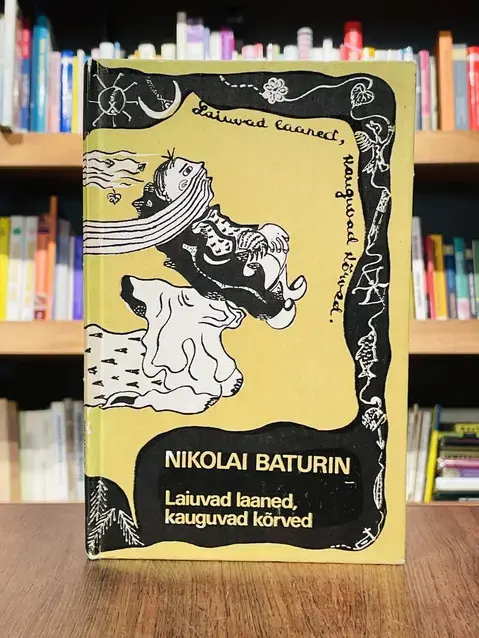 Laiuvad laaned,
kauguvad kõrved.
NIKOLAI BATURIN
Laiuvad laaned,
kauguvad kõrved